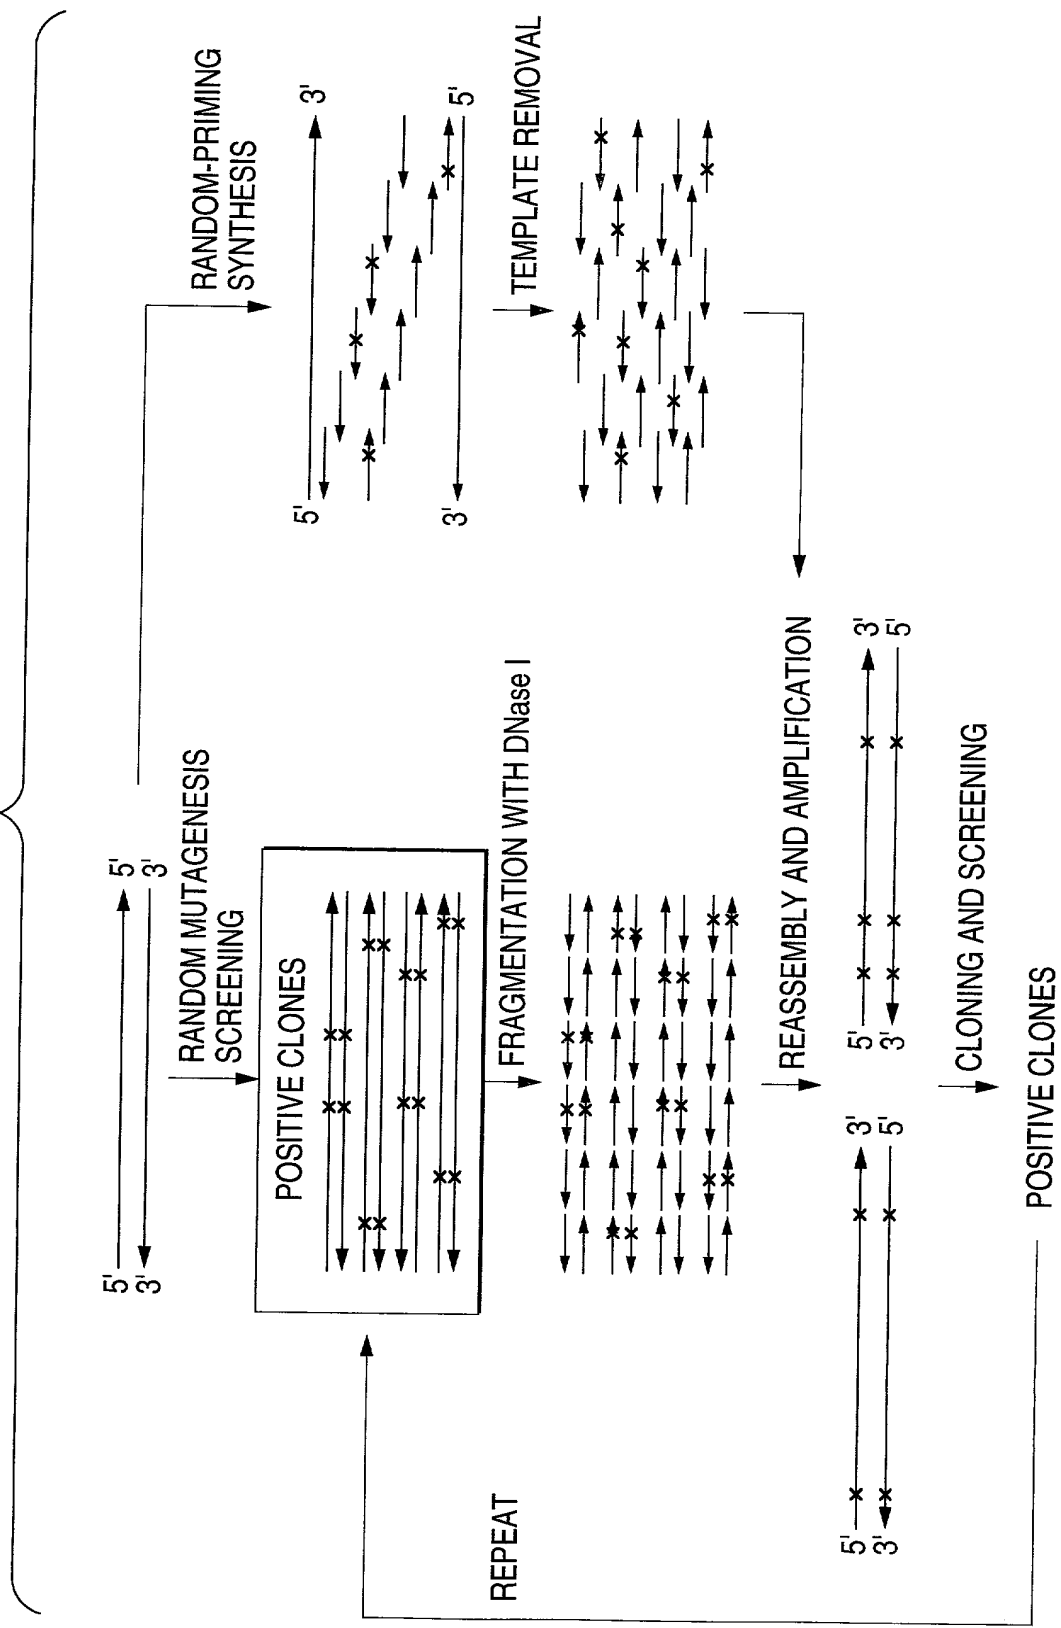 5'
3'
5'
3'
RANDOM MUTAGENESIS
SCREENING
RANDOM-PRIMING
SYNTHESIS
POSITIVE CLONES
5'
3'
3'
5'
FRAGMENTATION WITH DNase I
TEMPLATE REMOVAL
REPEAT
REASSEMBLY AND AMPLIFICATION
5'
3'
3'
5'
5'
3'
3'
5'
CLONING AND SCREENING
POSITIVE CLONES